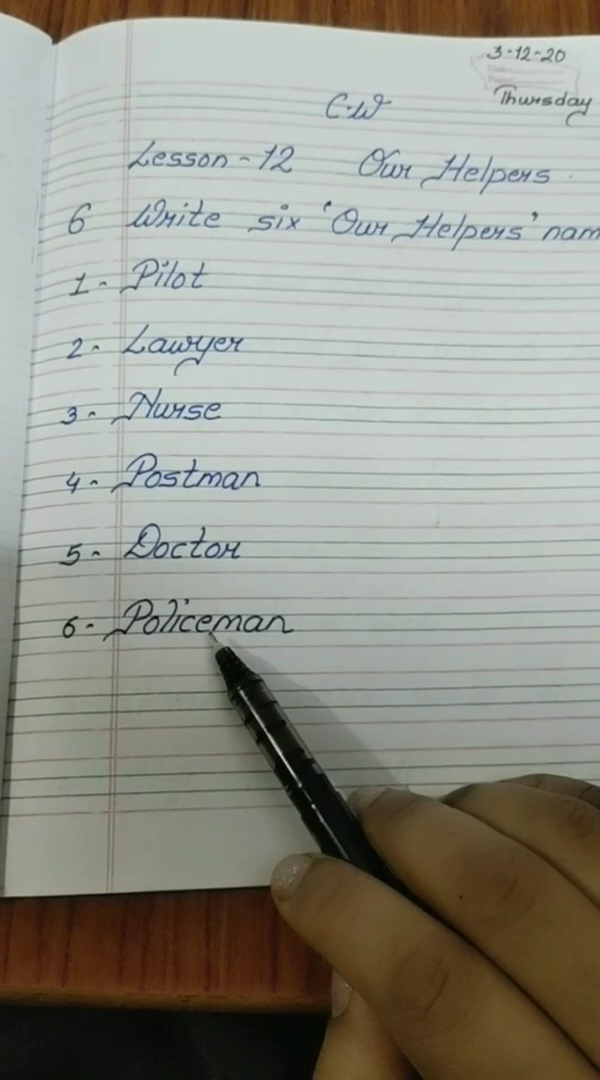 3-12-20
Thursday
C.W
Lesson-12 Our Helpers.
6 Write six 'Our Helpers' nam
1- Pilot
2- Lawyer
3- Nurse
4- Postman
5- Doctor
6- Policeman